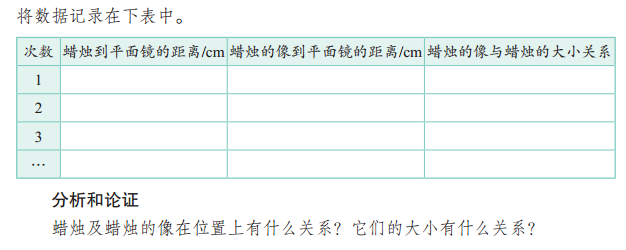 将数据记录在下表中。
次数 蜡烛到平面镜的距离/cm 蜡烛的像到平面镜的距离/cm 蜡烛的像与蜡烛的大小关系
1
2
3
…
分析和论证
蜡烛及蜡烛的像在位置上有什么关系？它们的大小有什么关系？